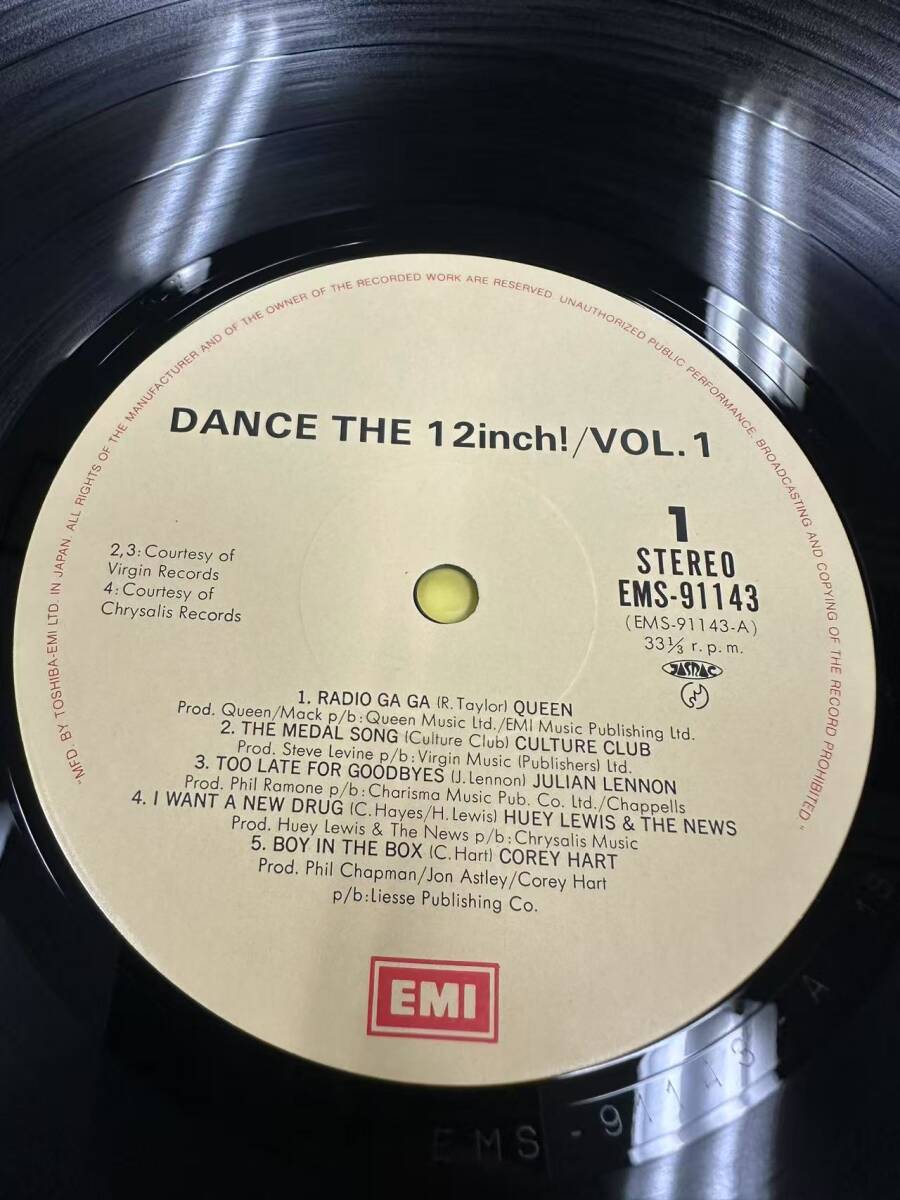 "MFD. BY TOSHIBA-EMI LTD. IN JAPAN. ALL RIGHTS OF THE MANUFACTURER AND OF THE OWNER OF THE RECORDED WORK ARE RESERVED. UNAUTHORIZED PUBLIC PERFORMANCE, BROADCASTING AND COPYING OF THE RECORD PROHIBITED."
DANCE THE 12inch!/VOL.1
2,3: Courtesy of
Virgin Records
4: Courtesy of
Chrysalis Records
1
STEREO
EMS-91143
(EMS-91143-A)
33⅓ r.p.m.
JASRAC
1. RADIO GA GA (R. Taylor) QUEEN
Prod. Queen/Mack p/b: Queen Music Ltd./EMI Music Publishing Ltd.
2. THE MEDAL SONG (Culture Club) CULTURE CLUB
Prod. Steve Levine p/b: Virgin Music (Publishers) Ltd.
3. TOO LATE FOR GOODBYES (J. Lennon) JULIAN LENNON
Prod. Phil Ramone p/b: Charisma Music Pub. Co. Ltd./Chappells
4. I WANT A NEW DRUG (C. Hayes/H. Lewis) HUEY LEWIS & THE NEWS
Prod. Huey Lewis & The News p/b: Chrysalis Music
5. BOY IN THE BOX (C. Hart) COREY HART
Prod. Phil Chapman/Jon Astley/Corey Hart
p/b: Liesse Publishing Co.
EMI
EMS-91143-A